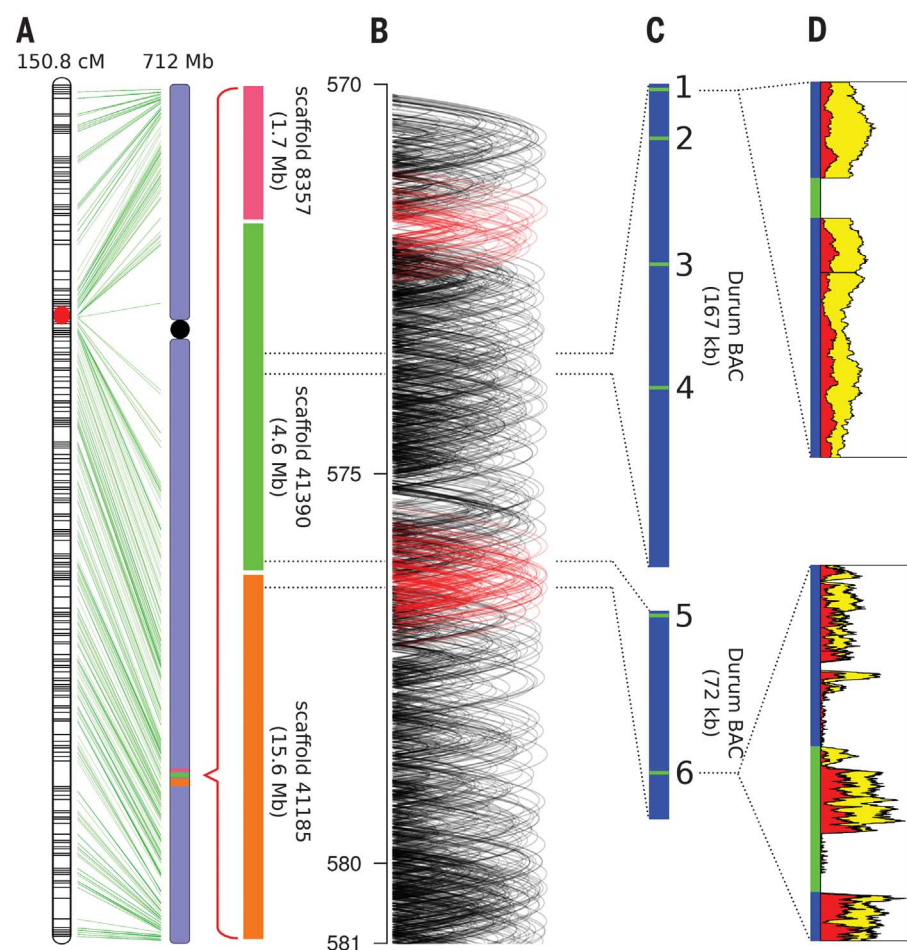 A
B
C
D
150.8 cM
712 Mb
scaffold 8357
(1.7 Mb)
scaffold 41390
(4.6 Mb)
scaffold 41185
(15.6 Mb)
570
575
580
581
1
2
3
4
Durum BAC
(167 kb)
5
6
Durum BAC
(72 kb)